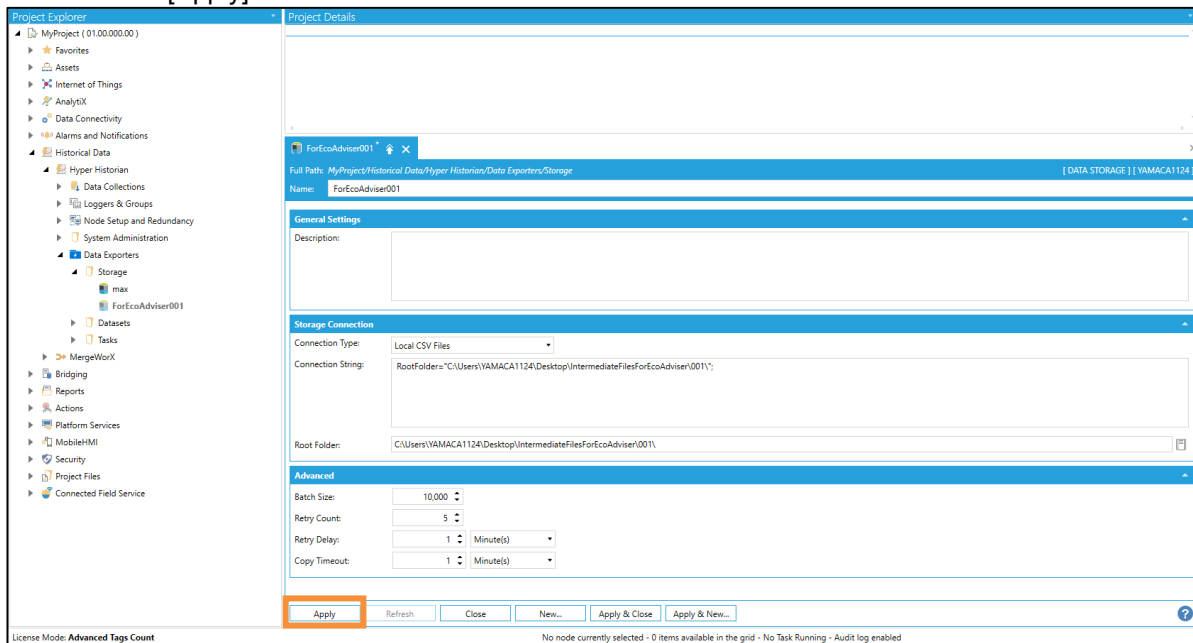 [Apply]
Project Explorer
MyProject ( 01.00.000.00 )
Favorites
Assets
Internet of Things
AnalytiX
Data Connectivity
Alarms and Notifications
Historical Data
Hyper Historian
Data Collections
Loggers & Groups
Node Setup and Redundancy
System Administration
Data Exporters
Storage
max
ForEcoAdviser001
Datasets
Tasks
MergeWorX
Bridging
Reports
Actions
Platform Services
MobileHMI
Security
Project Files
Connected Field Service
Project Details
ForEcoAdviser001 *
Full Path: MyProject/Historical Data/Hyper Historian/Data Exporters/Storage [ DATA STORAGE ] [ YAMACA1124 ]
Name: ForEcoAdviser001
General Settings
Description:
Storage Connection
Connection Type: Local CSV Files
Connection String: RootFolder="C:\Users\YAMACA1124\Desktop\IntermediateFilesForEcoAdviser\001\";
Root Folder: C:\Users\YAMACA1124\Desktop\IntermediateFilesForEcoAdviser\001\
Advanced
Batch Size: 10,000
Retry Count: 5
Retry Delay: 1 Minute(s)
Copy Timeout: 1 Minute(s)
Apply Refresh Close New... Apply & Close Apply & New... ?
License Mode: Advanced Tags Count No node currently selected - 0 items available in the grid - No Task Running - Audit log enabled